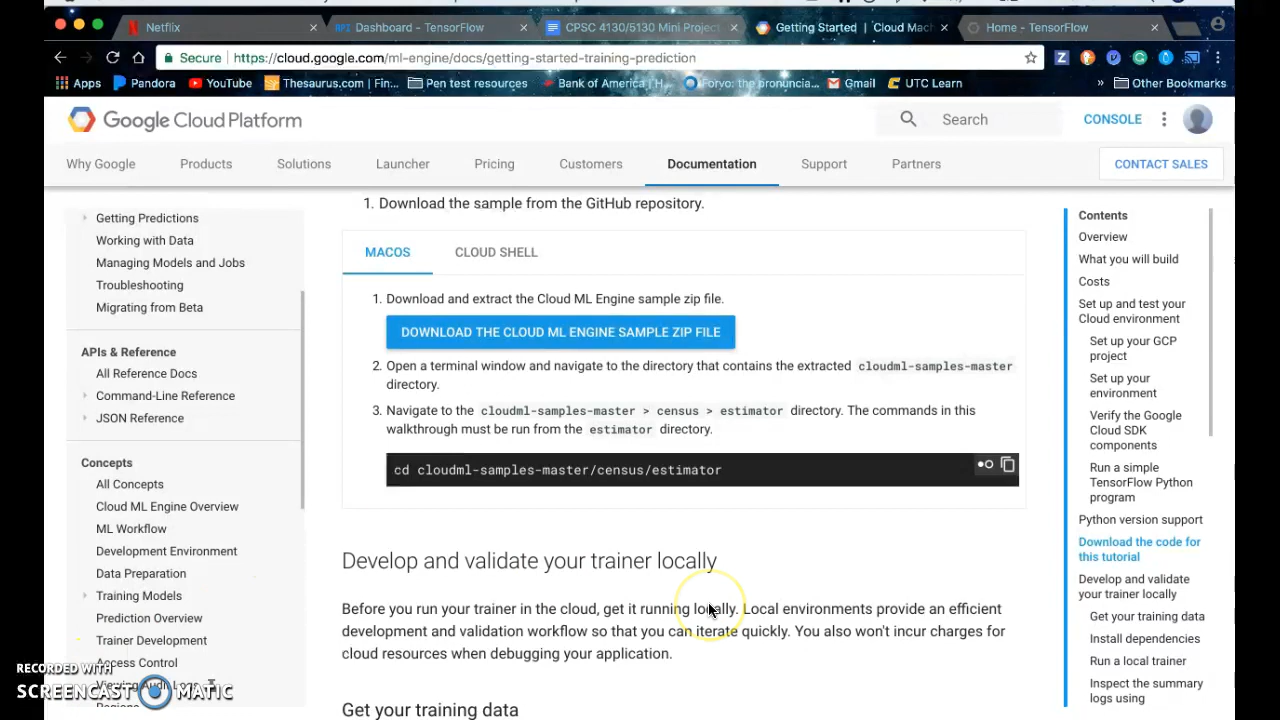 Netflix
Dashboard - TensorFlow
CPSC 4130/5130 Mini Project
Getting Started | Cloud Mach
Home - TensorFlow
Secure
https://cloud.google.com/ml-engine/docs/getting-started-training-prediction
Apps
Pandora
YouTube
Thesaurus.com | Fin...
Pen test resources
Bank of America | H...
Forvo: the pronuncia...
Gmail
UTC Learn
»
Other Bookmarks
Google Cloud Platform
Search
CONSOLE
Why Google
Products
Solutions
Launcher
Pricing
Customers
Documentation
Support
Partners
CONTACT SALES
Getting Predictions
Working with Data
Managing Models and Jobs
Troubleshooting
Migrating from Beta
APIs & Reference
All Reference Docs
Command-Line Reference
JSON Reference
Concepts
All Concepts
Cloud ML Engine Overview
ML Workflow
Development Environment
Data Preparation
Training Models
Prediction Overview
Trainer Development
Access Control
Viewing Audit Logs
RECORDED WITH
SCREENCAST MATIC
1. Download the sample from the GitHub repository.
MACOS
CLOUD SHELL
1. Download and extract the Cloud ML Engine sample zip file.
DOWNLOAD THE CLOUD ML ENGINE SAMPLE ZIP FILE
2. Open a terminal window and navigate to the directory that contains the extracted cloudml-samples-master
directory.
3. Navigate to the cloudml-samples-master > census > estimator directory. The commands in this
walkthrough must be run from the estimator directory.
cd cloudml-samples-master/census/estimator
Develop and validate your trainer locally
Before you run your trainer in the cloud, get it running locally. Local environments provide an efficient
development and validation workflow so that you can iterate quickly. You also won't incur charges for
cloud resources when debugging your application.
Get your training data
Contents
Overview
What you will build
Costs
Set up and test your
Cloud environment
Set up your GCP
project
Set up your
environment
Verify the Google
Cloud SDK
components
Run a simple
TensorFlow Python
program
Python version support
Download the code for
this tutorial
Develop and validate
your trainer locally
Get your training data
Install dependencies
Run a local trainer
Inspect the summary
logs using